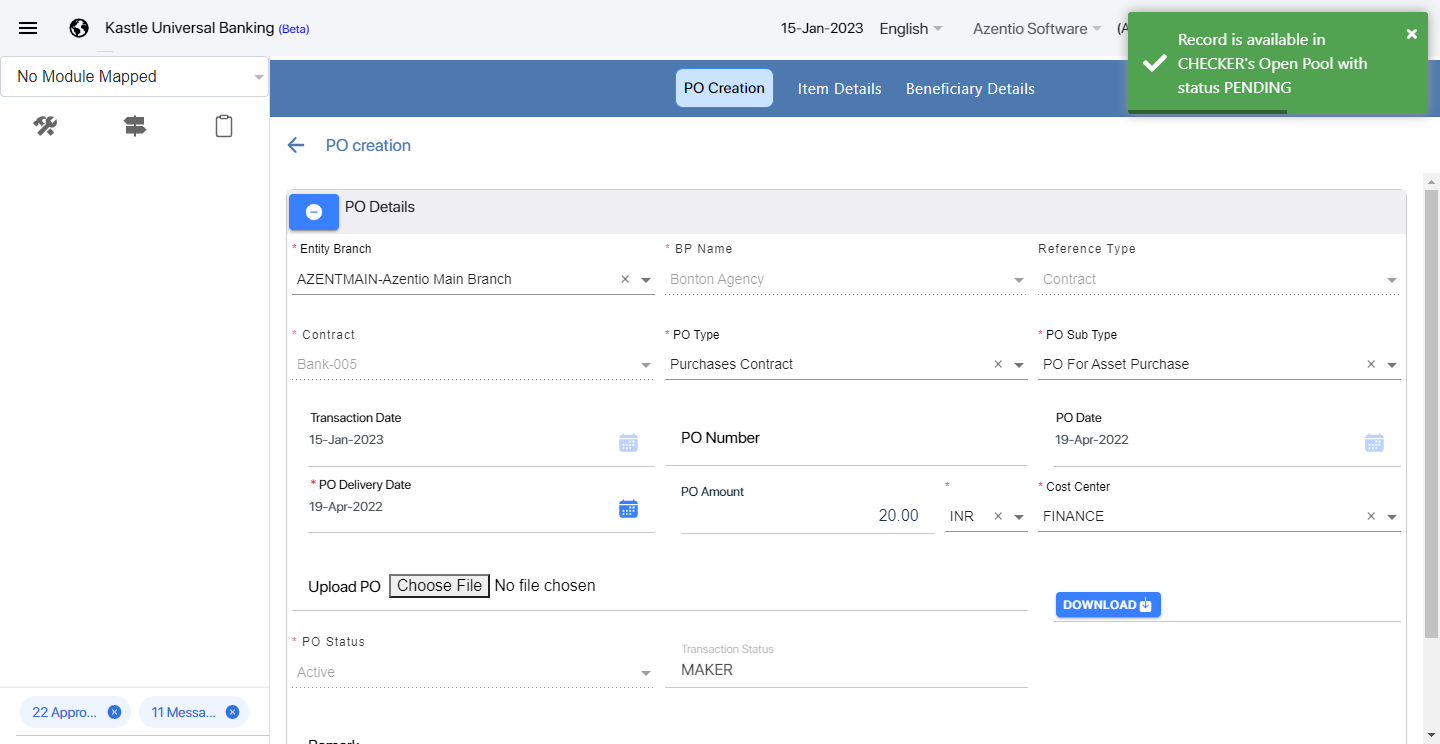 Kastle Universal Banking (Beta)
15-Jan-2023
English
Azentio Software
(A
Record is available in
CHECKER's Open Pool with
status PENDING
No Module Mapped
PO Creation
Item Details
Beneficiary Details
PO creation
PO Details
* Entity Branch
* BP Name
Reference Type
AZENTMAIN-Azentio Main Branch
Bonton Agency
Contract
* Contract
* PO Type
* PO Sub Type
Bank-005
Purchases Contract
PO For Asset Purchase
Transaction Date
15-Jan-2023
PO Number
PO Date
19-Apr-2022
* PO Delivery Date
19-Apr-2022
PO Amount
20.00
*
INR
* Cost Center
FINANCE
Upload PO Choose File No file chosen
DOWNLOAD
* PO Status
Active
Transaction Status
MAKER
22 Appro...
11 Messa...
Remark